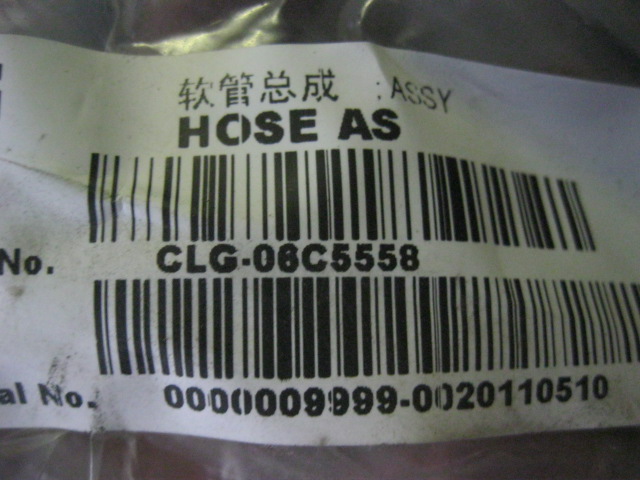 软管总成 : ASSY
HOSE AS
No. CLG-06C5558
al No. 0000009999-0020110510